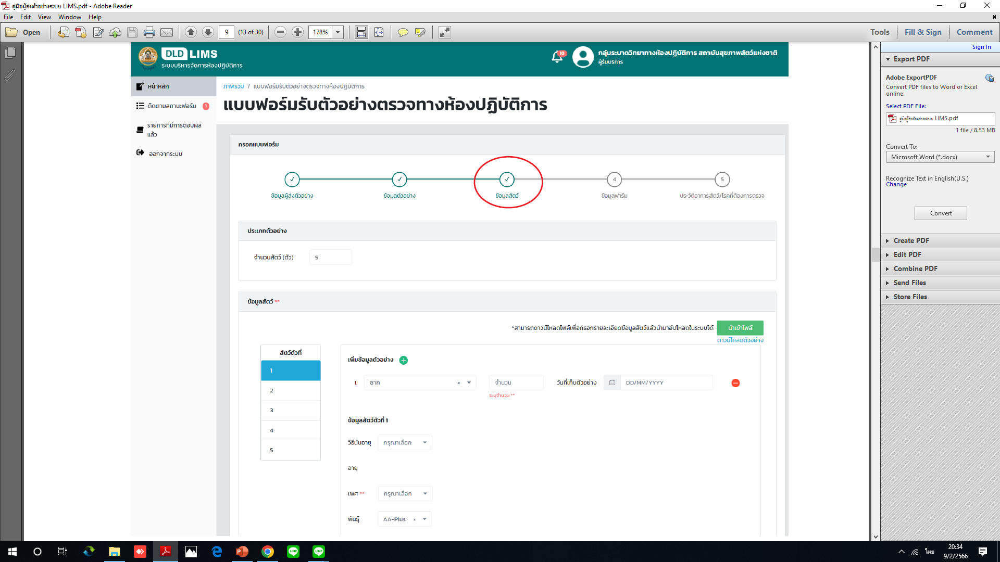 คู่มือผู้ส่งตัวอย่างระบบ LIMS.pdf - Adobe Reader
File Edit View Window Help
Open 9 (13 of 30) 178% Tools Fill & Sign Comment
Sign In
DLD LIMS
ระบบบริหารจัดการห้องปฏิบัติการ
10
กลุ่มระบาดวิทยาทางห้องปฏิบัติการ สถาบันสุขภาพสัตว์แห่งชาติ
ผู้รับบริการ
หน้าหลัก
ติดตามสถานะฟอร์ม 1
รายการที่มีการตอบผล
แล้ว
ออกจากระบบ
ภาพรวม / แบบฟอร์มรับตัวอย่างตรวจทางห้องปฏิบัติการ
แบบฟอร์มรับตัวอย่างตรวจทางห้องปฏิบัติการ
กรอกแบบฟอร์ม
✓ ✓ ✓ 4 5
ข้อมูลผู้ส่งตัวอย่าง ข้อมูลตัวอย่าง ข้อมูลสัตว์ ข้อมูลฟาร์ม ประวัติอาการสัตว์/โรคที่ต้องการตรวจ
ประเภทตัวอย่าง
จำนวนสัตว์ (ตัว) 5
ข้อมูลสัตว์ **
*สามารถดาวน์โหลดไฟล์เพื่อกรอกรายละเอียดข้อมูลสัตว์แล้วนำมาอัปโหลดในระบบได้ นำเข้าไฟล์
ดาวน์โหลดตัวอย่าง
สัตว์ตัวที่
1
2
3
4
5
เพิ่มข้อมูลตัวอย่าง
1. ซาก × จำนวน วันที่เก็บตัวอย่าง DD/MM/YYYY
ระบุจำนวน **
ข้อมูลสัตว์ตัวที่ 1
วิธีนับอายุ กรุณาเลือก
อายุ
เพศ ** กรุณาเลือก
พันธุ์ AA-Plus ×
Export PDF
Adobe ExportPDF
Convert PDF files to Word or Excel
online.
Select PDF File:
คู่มือผู้ส่งตัวอย่างระบบ LIMS.pdf
1 file / 8.53 MB
Convert To:
Microsoft Word (*.docx)
Recognize Text in English(U.S.)
Change
Convert
Create PDF
Edit PDF
Combine PDF
Send Files
Store Files
LINE LINE
ไทย
20:34
9/2/2566